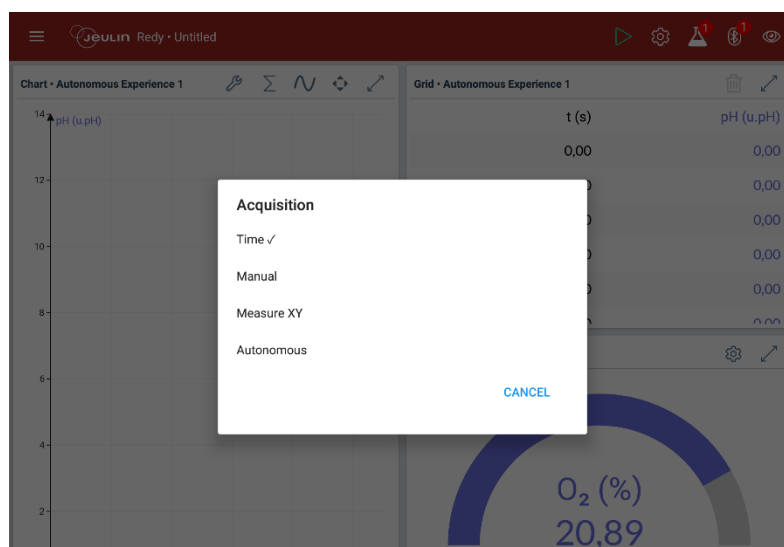 Jeulin Redy • Untitled
1
1
Chart • Autonomous Experience 1
Grid • Autonomous Experience 1
14
pH (u.pH)
12
10
8
6
4
2
t (s)
pH (u.pH)
0,00
0,00
0,00
0,00
0,00
0,00
0,00
Acquisition
Time ✓
Manual
Measure XY
Autonomous
CANCEL
O₂ (%)
20,89